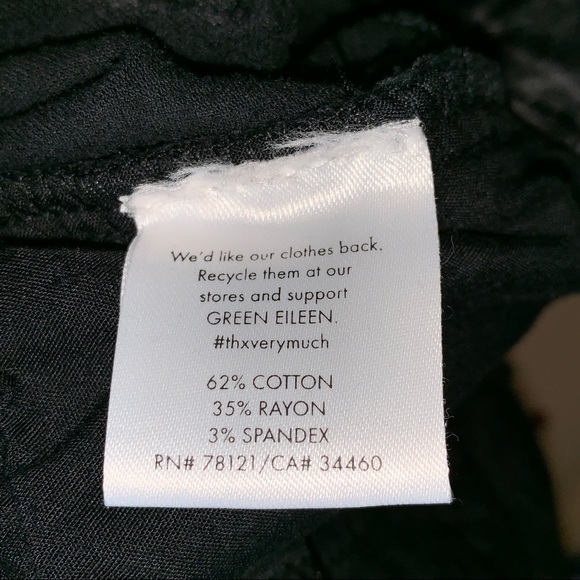 We'd like our clothes back.
Recycle them at our
stores and support
GREEN EILEEN.
#thxverymuch
62% COTTON
35% RAYON
3% SPANDEX
RN# 78121/CA# 34460